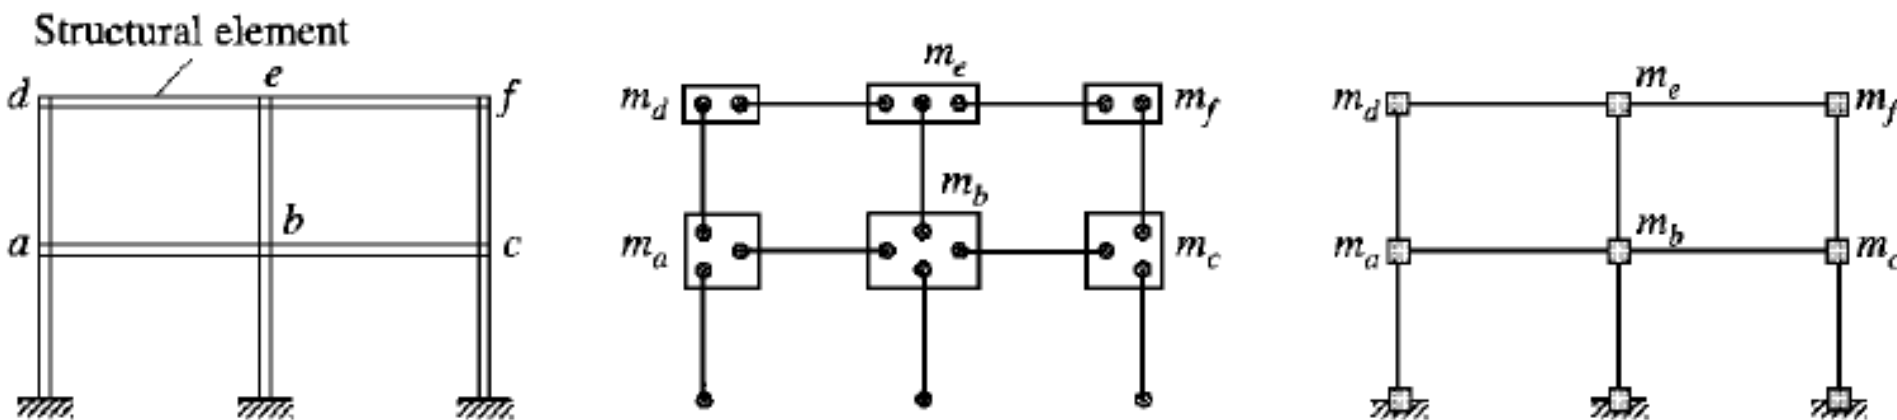 Structural element
d e f
a b c
m_d m_e m_f
m_a m_b m_c
m_d m_e m_f
m_a m_b m_c